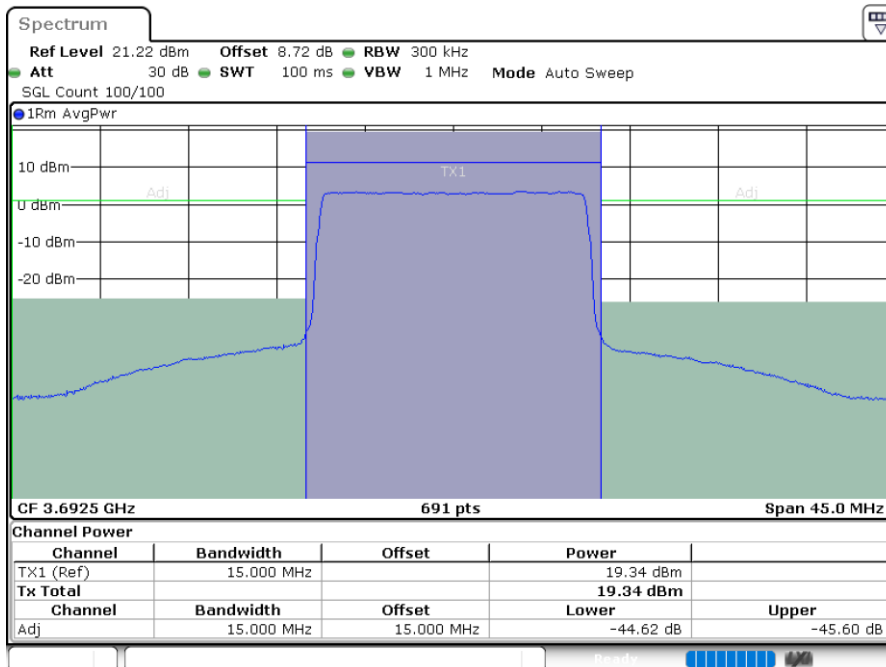 Spectrum
Ref Level 21.22 dBm Offset 8.72 dB RBW 300 kHz
Att 30 dB SWT 100 ms VBW 1 MHz Mode Auto Sweep
SGL Count 100/100
1Rm AvgPwr
10 dBm
TX1
Adj Adj
0 dBm
-10 dBm
-20 dBm
CF 3.6925 GHz 691 pts Span 45.0 MHz
Channel Power
Channel Bandwidth Offset Power
TX1 (Ref) 15.000 MHz 19.34 dBm
Tx Total 19.34 dBm
Channel Bandwidth Offset Lower Upper
Adj 15.000 MHz 15.000 MHz -44.62 dB -45.60 dB
Ready